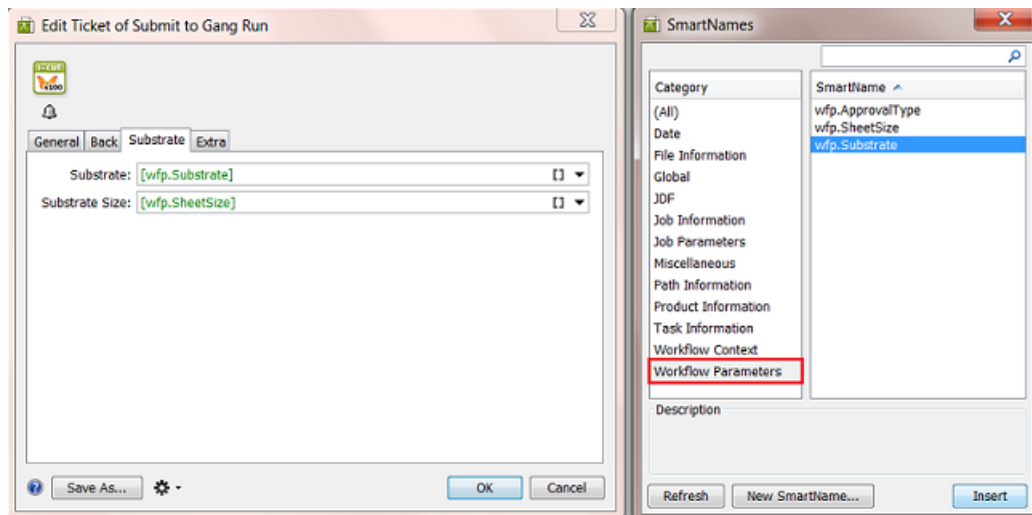 Edit Ticket of Submit to Gang Run
i-cut
x100
General Back Substrate Extra
Substrate: [wfp.Substrate] []
Substrate Size: [wfp.SheetSize] []
Save As...
OK
Cancel
SmartNames
Category
(All)
Date
File Information
Global
JDF
Job Information
Job Parameters
Miscellaneous
Path Information
Product Information
Task Information
Workflow Context
Workflow Parameters
SmartName
wfp.ApprovalType
wfp.SheetSize
wfp.Substrate
Description
Refresh
New SmartName...
Insert